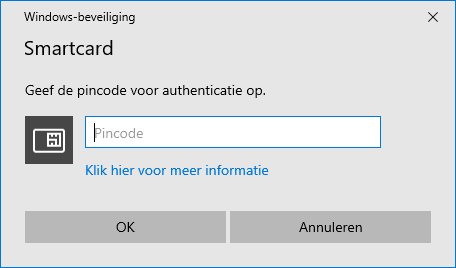 Windows-beveiliging
Smartcard
Geef de pincode voor authenticatie op.
Pincode
Klik hier voor meer informatie
OK
Annuleren